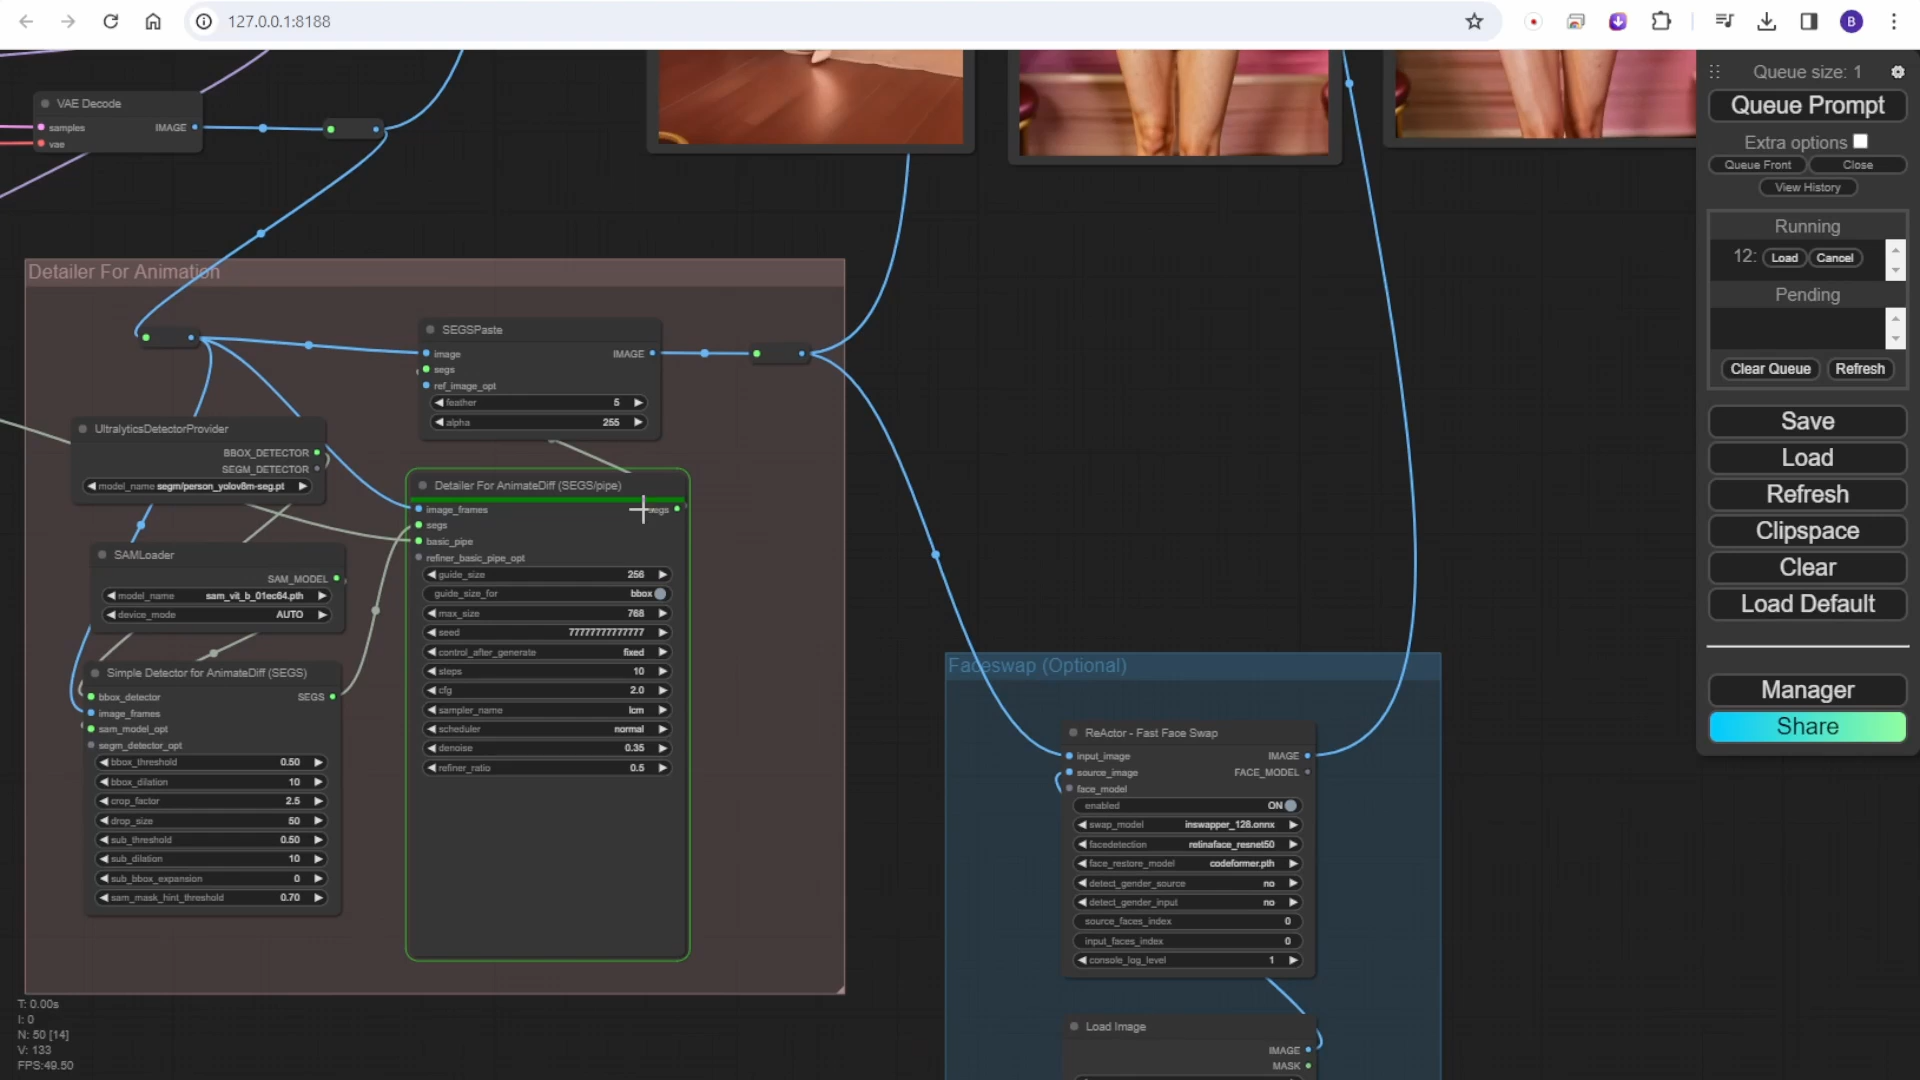 127.0.0.1:8188
B
VAE Decode
samples
IMAGE
vae
Detailer For Animation
SEGSPaste
image
IMAGE
segs
ref_image_opt
feather
5
alpha
255
UltralyticsDetectorProvider
BBOX_DETECTOR
SEGM_DETECTOR
model_name segm/person_yolov8m-seg.pt
SAMLoader
SAM_MODEL
model_name sam_vit_b_01ec64.pth
device_mode AUTO
Simple Detector for AnimateDiff (SEGS)
bbox_detector
SEGS
image_frames
sam_model_opt
segm_detector_opt
bbox_threshold 0.50
bbox_dilation 10
crop_factor 2.5
drop_size 50
sub_threshold 0.50
sub_dilation 10
sub_bbox_expansion 0
sam_mask_hint_threshold 0.70
Detailer For AnimateDiff (SEGS/pipe)
image_frames
segs
segs
basic_pipe
refiner_basic_pipe_opt
guide_size 256
guide_size_for bbox
max_size 768
seed 77777777777777
control_after_generate fixed
steps 10
cfg 2.0
sampler_name lcm
scheduler normal
denoise 0.35
refiner_ratio 0.5
Faceswap (Optional)
ReActor - Fast Face Swap
input_image
IMAGE
source_image
FACE_MODEL
face_model
enabled ON
swap_model inswapper_128.onnx
facedetection retinaface_resnet50
face_restore_model codeformer.pth
detect_gender_source no
detect_gender_input no
source_faces_index 0
input_faces_index 0
console_log_level 1
Load Image
IMAGE
MASK
T: 0.00s
I: 0
N: 50 [14]
V: 133
FPS:49.50
Queue size: 1
Queue Prompt
Extra options
Queue Front
Close
View History
Running
12: Load Cancel
Pending
Clear Queue
Refresh
Save
Load
Refresh
Clipspace
Clear
Load Default
Manager
Share